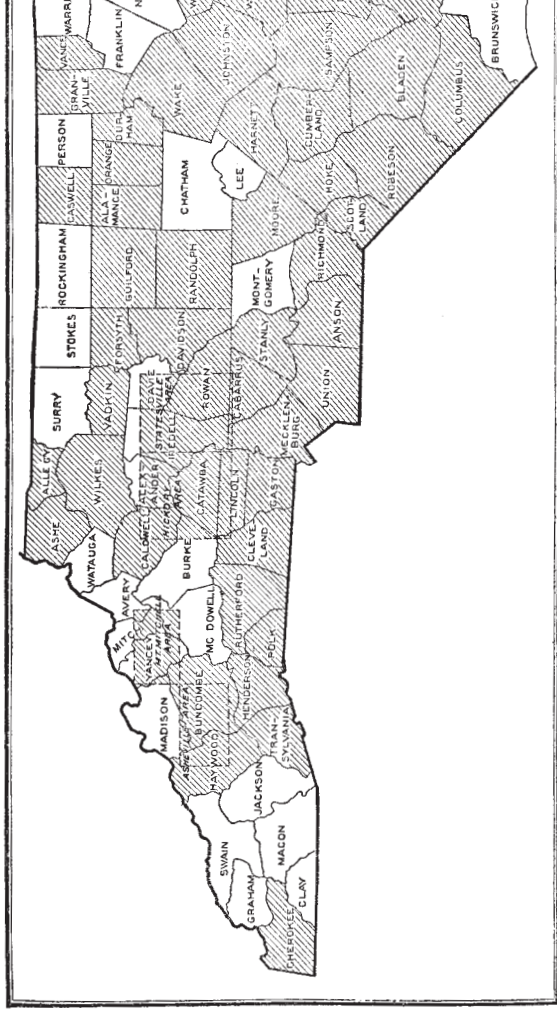 WARR
VANCE
FRANKLIN
N
W
GRAN-
VILLE
PERSON
CASWELL
ROCKINGHAM
STOKES
SURRY
ALLEG'Y
ASHE
WATAUGA
WILKES
YADKIN
FORSYTH
GUILFORD
ALA-
MANCE
ORANGE
DUR-
HAM
WAKE
JOHNSTON
SAMPSON
BRUNSWIC
COLUMBUS
BLADEN
CUMBER-
LAND
HARNETT
LEE
CHATHAM
RANDOLPH
DAVIDSON
DAVIE
STATESVILLE
AREA
IREDELL
ROWAN
ALEX-
ANDER
HICKORY
AREA
CALDWELL
CATAWBA
BURKE
AVERY
MITC
YANCEY
MT. MITCHELL
AREA
MC DOWELL
MADISON
ASHEVILLE AREA
BUNCOMBE
HAYWOOD
HENDERSON
TRAN-
SYLVANIA
POLK
RUTHERFORD
CLEVE-
LAND
LINCOLN
GASTON
MECKLEN-
BURG
CABARRUS
STANLY
MONT-
GOMERY
MOORE
HOKE
ROBESON
SCOT-
LAND
RICHMOND
ANSON
UNION
JACKSON
SWAIN
MACON
GRAHAM
CLAY
CHEROKEE